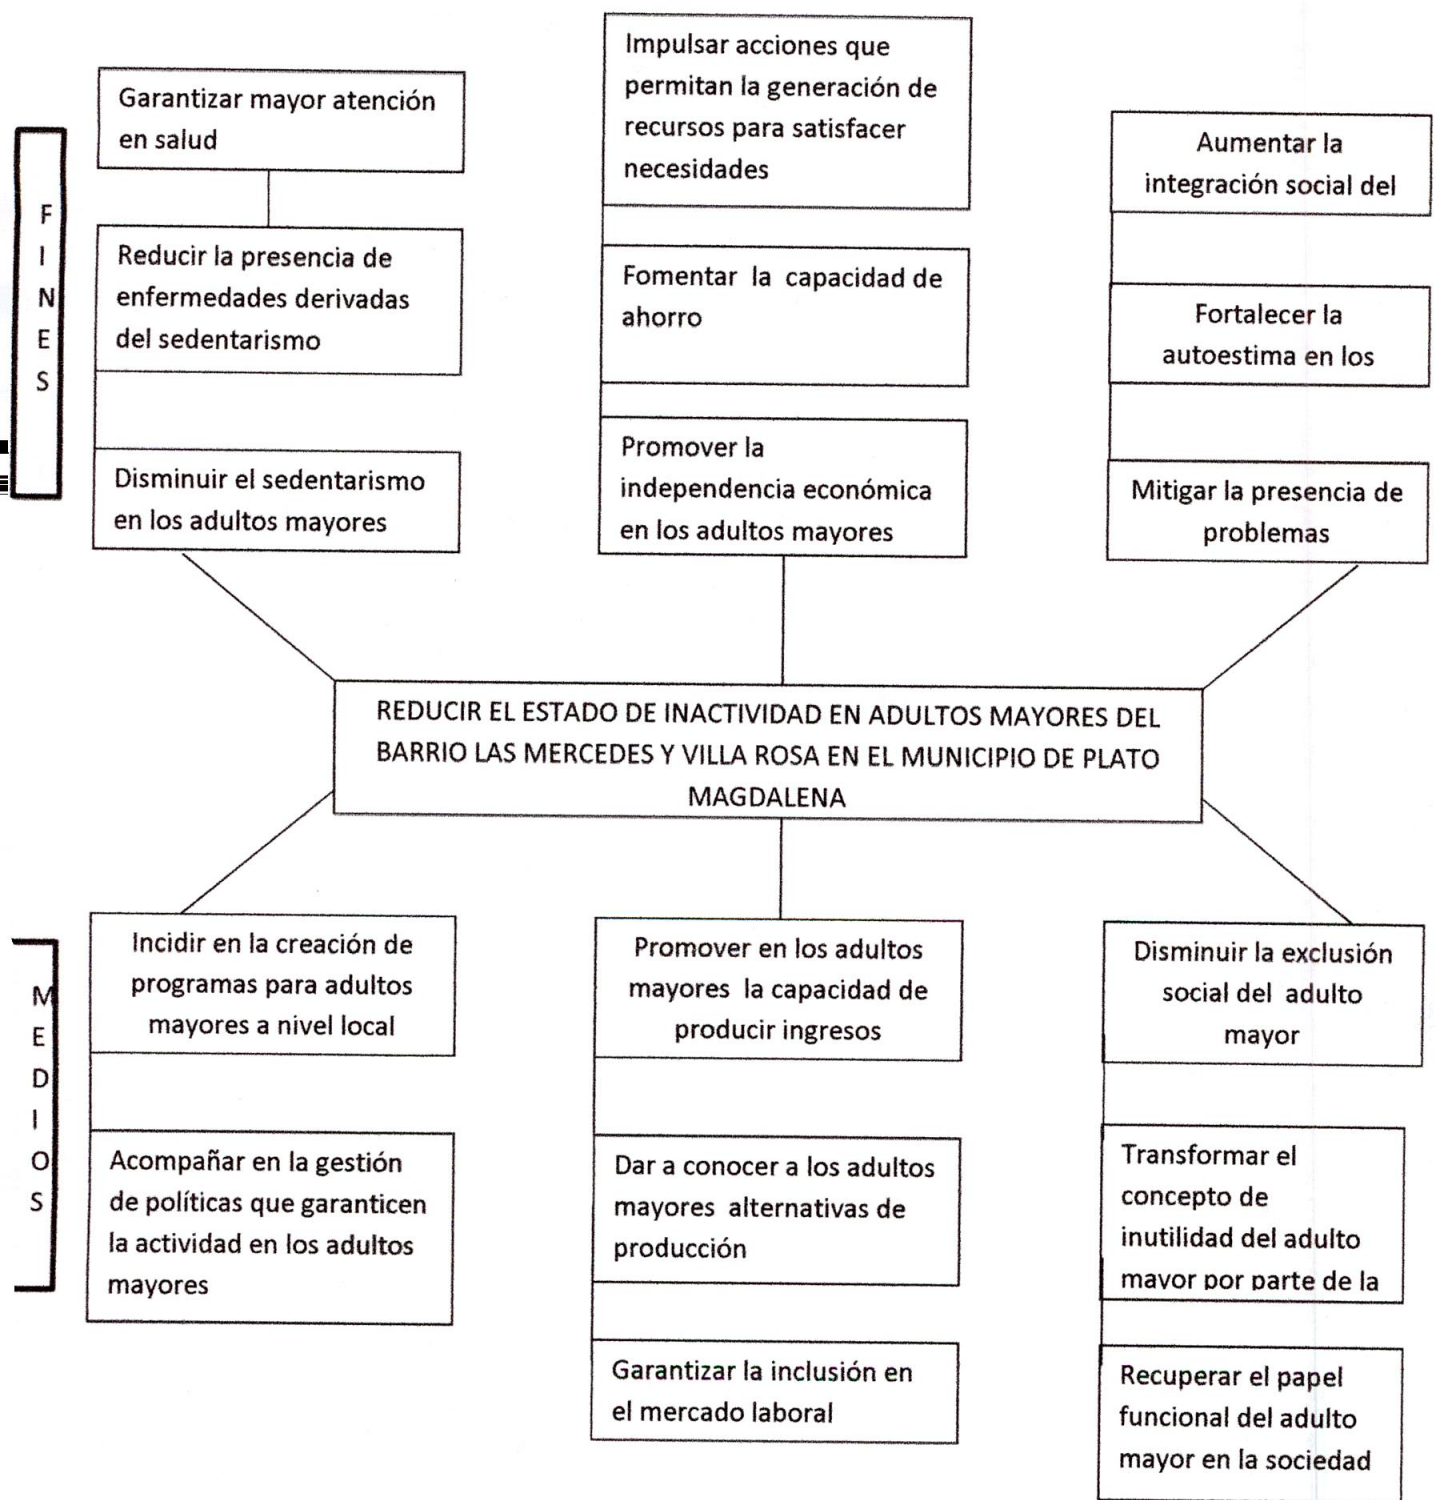 FINES
Garantizar mayor atención
en salud
Reducir la presencia de
enfermedades derivadas
del sedentarismo
Disminuir el sedentarismo
en los adultos mayores
Impulsar acciones que
permitan la generación de
recursos para satisfacer
necesidades
Fomentar la capacidad de
ahorro
Promover la
independencia económica
en los adultos mayores
Aumentar la
integración social del
Fortalecer la
autoestima en los
Mitigar la presencia de
problemas
REDUCIR EL ESTADO DE INACTIVIDAD EN ADULTOS MAYORES DEL
BARRIO LAS MERCEDES Y VILLA ROSA EN EL MUNICIPIO DE PLATO
MAGDALENA
MEDIOS
Incidir en la creación de
programas para adultos
mayores a nivel local
Acompañar en la gestión
de políticas que garanticen
la actividad en los adultos
mayores
Promover en los adultos
mayores la capacidad de
producir ingresos
Dar a conocer a los adultos
mayores alternativas de
producción
Garantizar la inclusión en
el mercado laboral
Disminuir la exclusión
social del adulto
mayor
Transformar el
concepto de
inutilidad del adulto
mayor por parte de la
Recuperar el papel
funcional del adulto
mayor en la sociedad